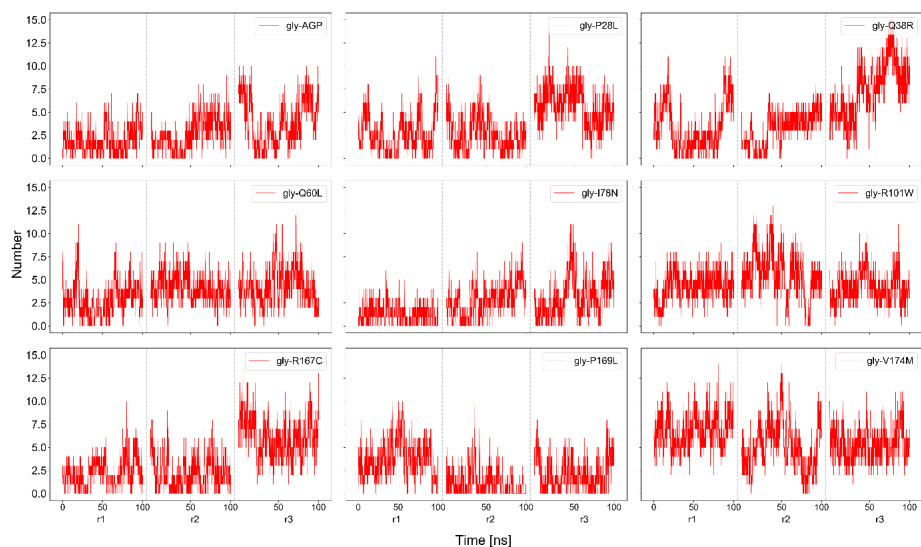 gly-AGP
gly-P28L
gly-Q38R
15.0
12.5
10.0
7.5
5.0
2.5
0.0
gly-Q60L
gly-I78N
gly-R101W
15.0
12.5
10.0
7.5
5.0
2.5
0.0
Number
gly-R167C
gly-P169L
gly-V174M
15.0
12.5
10.0
7.5
5.0
2.5
0.0
0 50 100 50 100 50 100
r1 r2 r3
0 50 100 50 100 50 100
r1 r2 r3
0 50 100 50 100 50 100
r1 r2 r3
Time [ns]